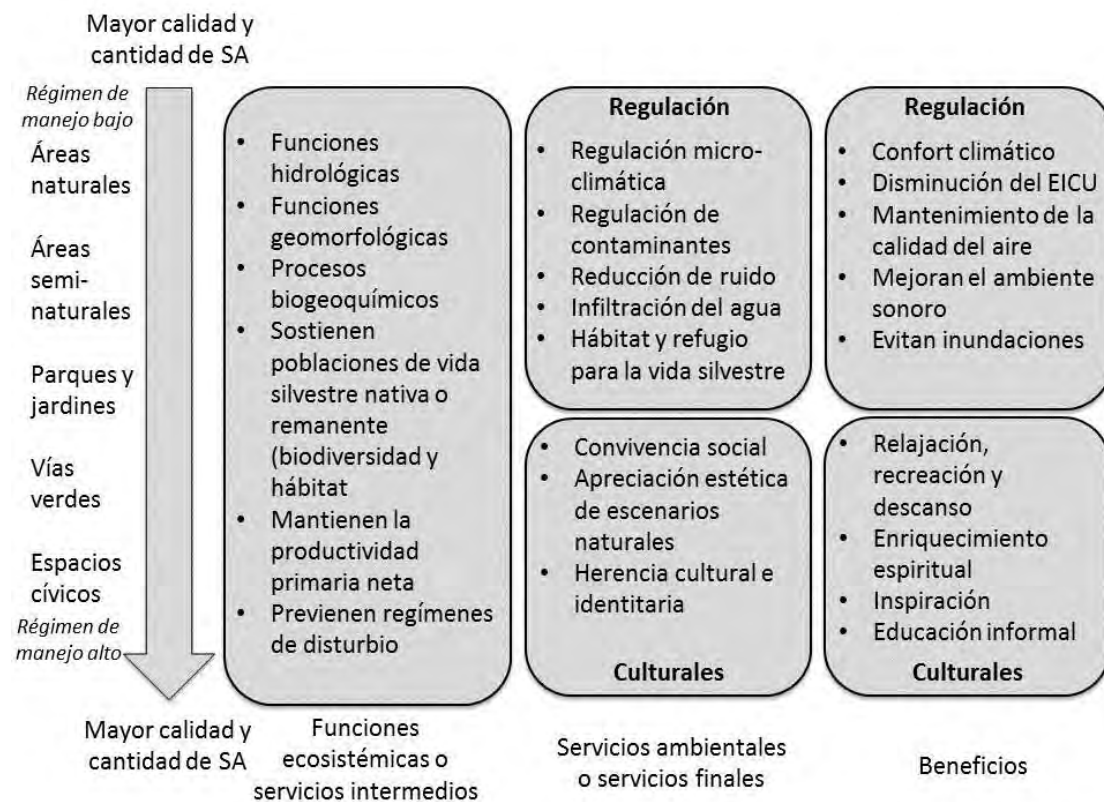 Mayor calidad y
cantidad de SA
Régimen de
manejo bajo
Áreas
naturales
Áreas
semi-
naturales
Parques y
jardines
Vías
verdes
Espacios
cívicos
Régimen de
manejo alto
Mayor calidad y
cantidad de SA
• Funciones
hidrológicas
• Funciones
geomorfológicas
• Procesos
biogeoquímicos
• Sostienen
poblaciones de vida
silvestre nativa o
remanente
(biodiversidad y
hábitat
• Mantienen la
productividad
primaria neta
• Previenen regímenes
de disturbio
Funciones
ecosistémicas o
servicios intermedios
Regulación
• Regulación micro-
climática
• Regulación de
contaminantes
• Reducción de ruido
• Infiltración del agua
• Hábitat y refugio
para la vida silvestre
• Convivencia social
• Apreciación estética
de escenarios
naturales
• Herencia cultural e
identitaria
Culturales
Servicios ambientales
o servicios finales
Regulación
• Confort climático
• Disminución del EICU
• Mantenimiento de la
calidad del aire
• Mejoran el ambiente
sonoro
• Evitan inundaciones
• Relajación,
recreación y
descanso
• Enriquecimiento
espiritual
• Inspiración
• Educación informal
Culturales
Beneficios